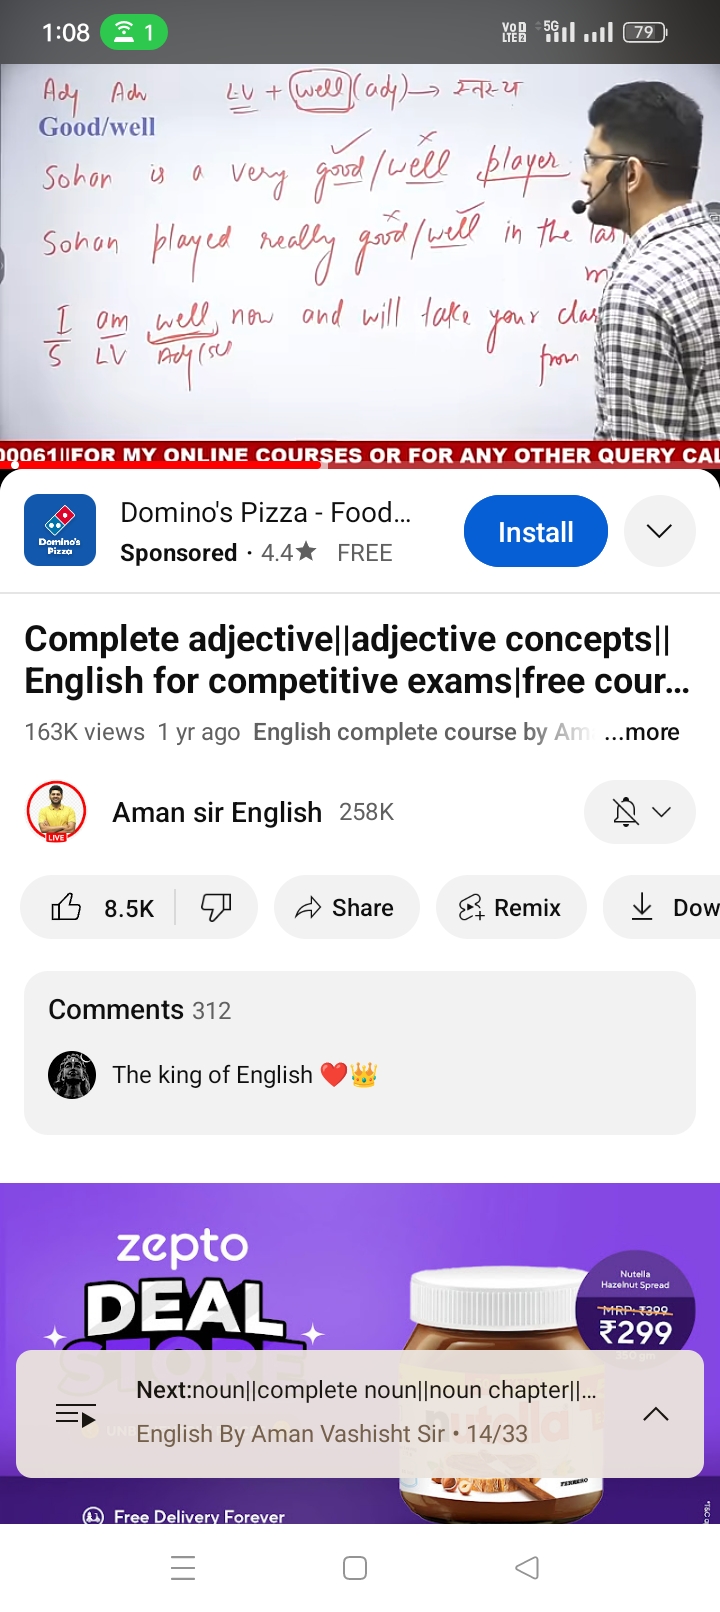 1:08 1 Vo LTE2 5G 79
Adj Adv LV + well (adj) → स्वस्थ
Good/well
Sohan is a very good/well player
Sohan played really good/well in the las
m
I am well now and will take your clas
S LV Adj from
00061||FOR MY ONLINE COURSES OR FOR ANY OTHER QUERY CAL
Domino's Pizza
Domino's Pizza - Food...
Sponsored · 4.4★ FREE
Install
Complete adjective||adjective concepts||
English for competitive exams|free cour...
163K views 1 yr ago English complete course by Am ...more
LIVE
Aman sir English 258K
8.5K Share Remix Dow
Comments 312
The king of English ❤️👑
zepto
DEAL
STORE
Nutella
Hazelnut Spread
MRP: ₹399
₹299
Next:noun||complete noun||noun chapter||...
English By Aman Vashisht Sir • 14/33
nutella
FERRERO
Free Delivery Forever